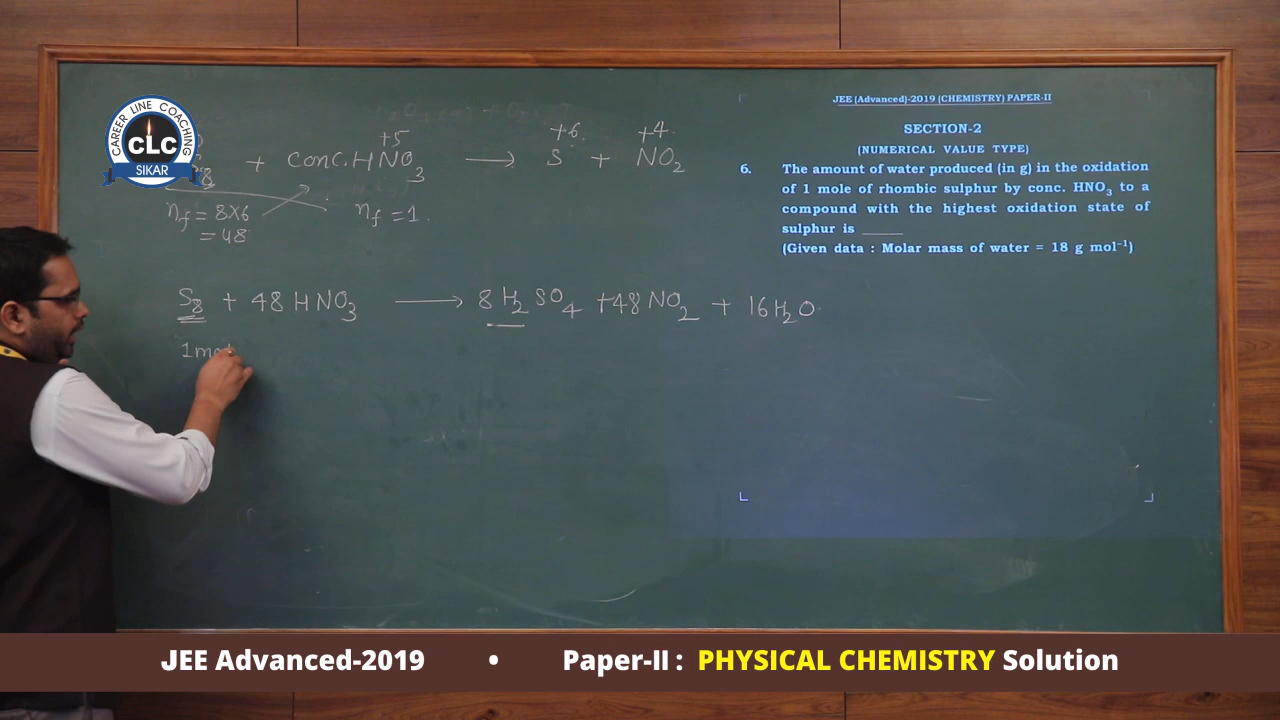 CAREER LINE COACHING
CLC
SIKAR
+5 +6 +4
8 + conc. HNO3 ⟶ S + NO2
nf = 8×6 nf = 1.
= 48
S8 + 48 HNO3 ⟶ 8 H2SO4 + 48 NO2 + 16 H2O
1mol
JEE (Advanced)-2019 (CHEMISTRY) PAPER-II
SECTION-2
(NUMERICAL VALUE TYPE)
6. The amount of water produced (in g) in the oxidation
of 1 mole of rhombic sulphur by conc. HNO3 to a
compound with the highest oxidation state of
sulphur is _____
(Given data : Molar mass of water = 18 g mol⁻¹)
JEE Advanced-2019 • Paper-II : PHYSICAL CHEMISTRY Solution